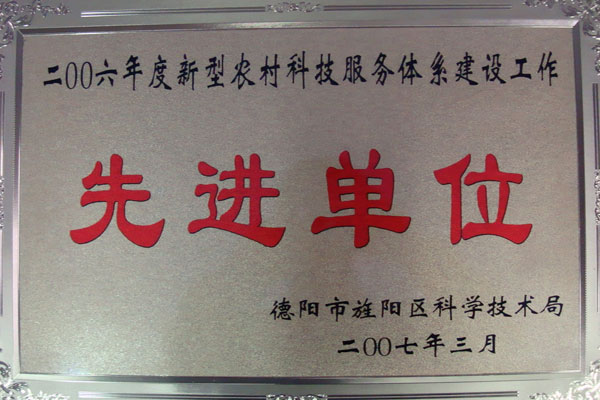 二00六年度新型农村科技服务体系建设工作
先进单位
德阳市旌阳区科学技术局
二00七年三月